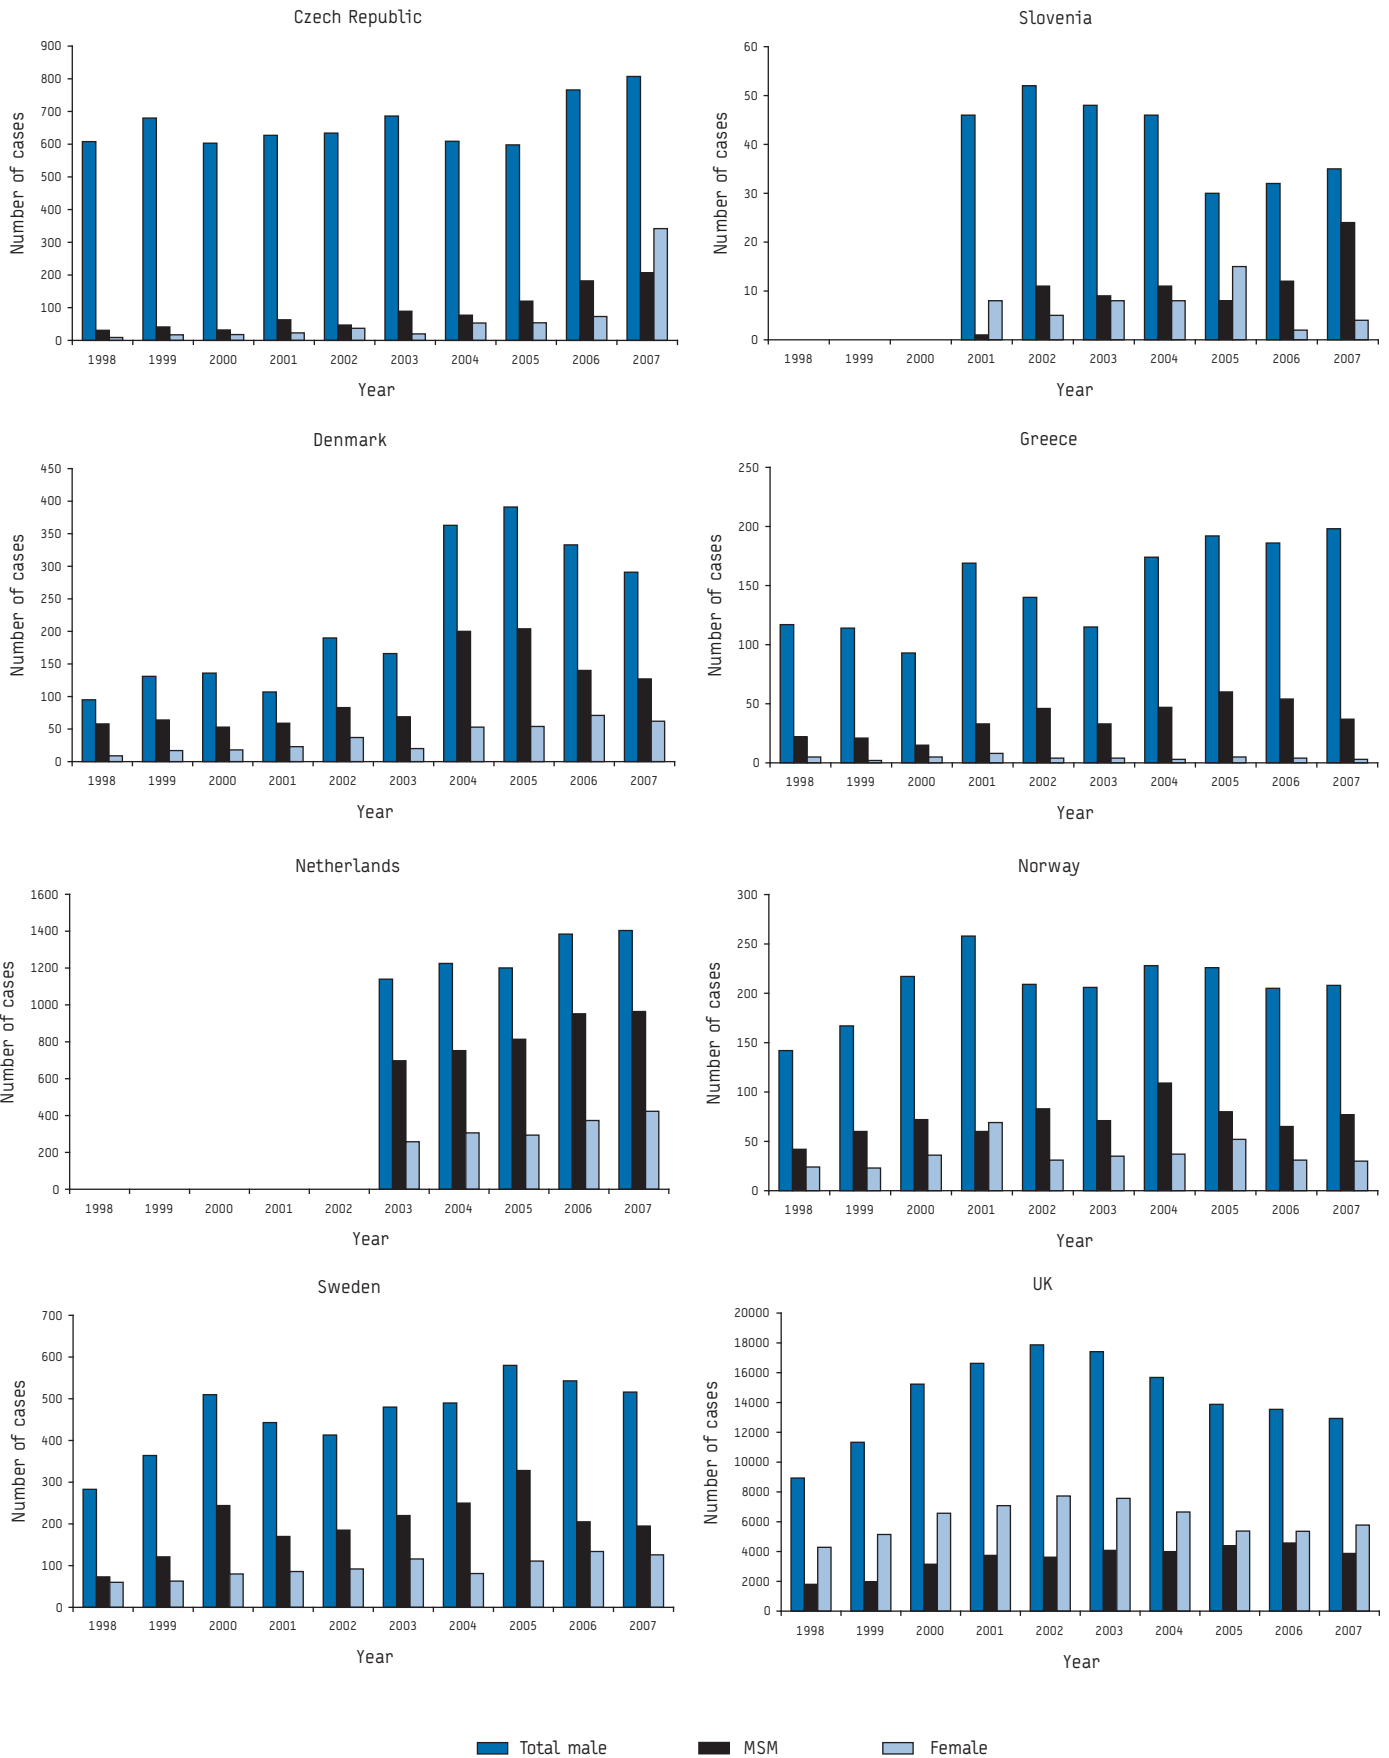 Czech Republic
Number of cases
900
800
700
600
500
400
300
200
100
0
1998 1999 2000 2001 2002 2003 2004 2005 2006 2007
Year
Slovenia
Number of cases
60
50
40
30
20
10
0
1998 1999 2000 2001 2002 2003 2004 2005 2006 2007
Year
Denmark
Number of cases
450
400
350
300
250
200
150
100
50
0
1998 1999 2000 2001 2002 2003 2004 2005 2006 2007
Year
Greece
Number of cases
250
200
150
100
50
0
1998 1999 2000 2001 2002 2003 2004 2005 2006 2007
Year
Netherlands
Number of cases
1600
1400
1200
1000
800
600
400
200
0
1998 1999 2000 2001 2002 2003 2004 2005 2006 2007
Year
Norway
Number of cases
300
250
200
150
100
50
0
1998 1999 2000 2001 2002 2003 2004 2005 2006 2007
Year
Sweden
Number of cases
700
600
500
400
300
200
100
0
1998 1999 2000 2001 2002 2003 2004 2005 2006 2007
Year
UK
Number of cases
20000
18000
16000
14000
12000
10000
8000
6000
4000
2000
0
1998 1999 2000 2001 2002 2003 2004 2005 2006 2007
Year
Total male MSM Female